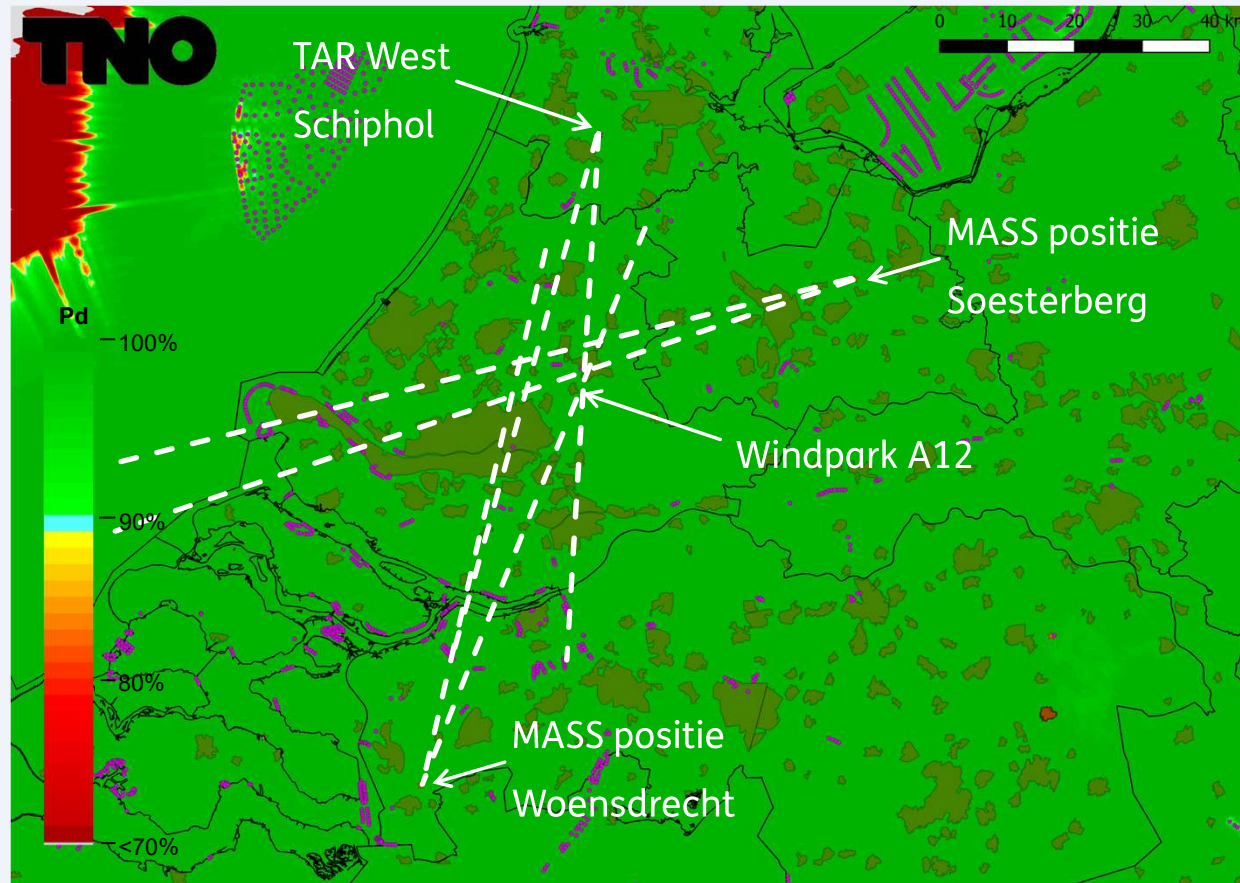 TNO
0 10 20 30 40 km
TAR West
Schiphol
MASS positie
Soesterberg
Pd
100%
Windpark A12
90%
80%
MASS positie
Woensdrecht
<70%